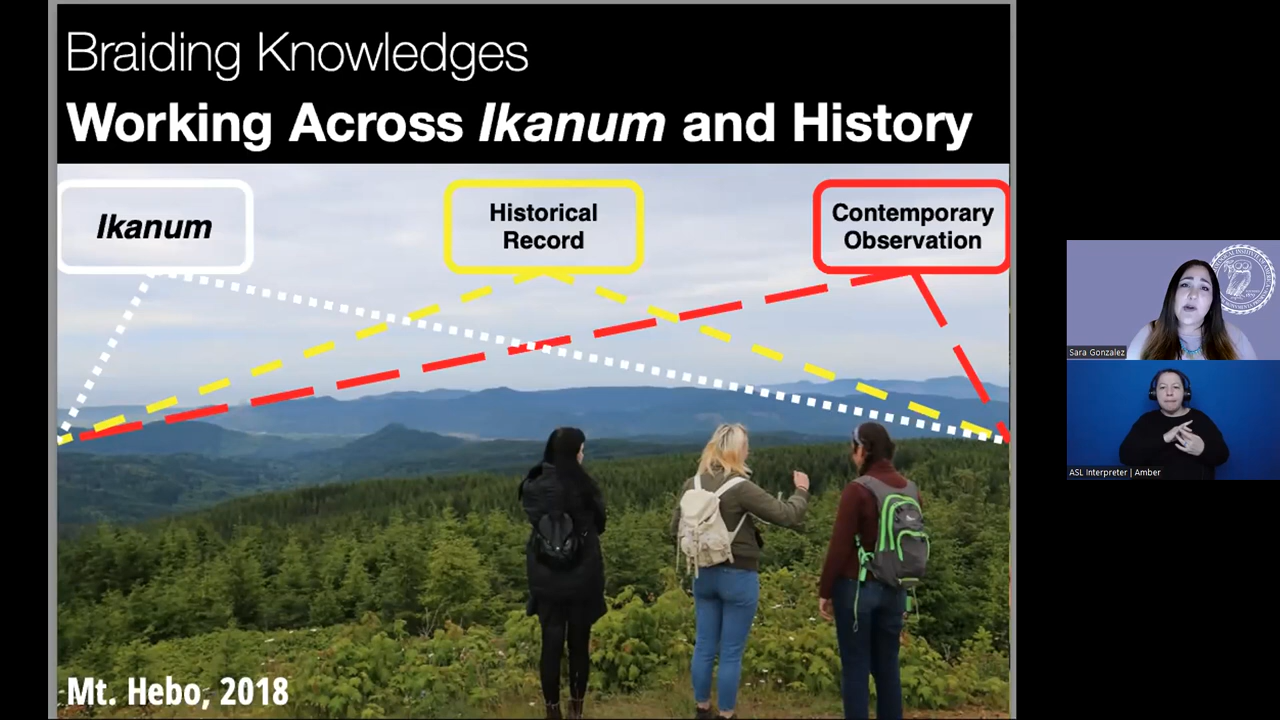 Braiding Knowledges
Working Across Ikanum and History
Ikanum
Historical
Record
Contemporary
Observation
Mt. Hebo, 2018
Sara Gonzalez
ASL Interpreter | Amber